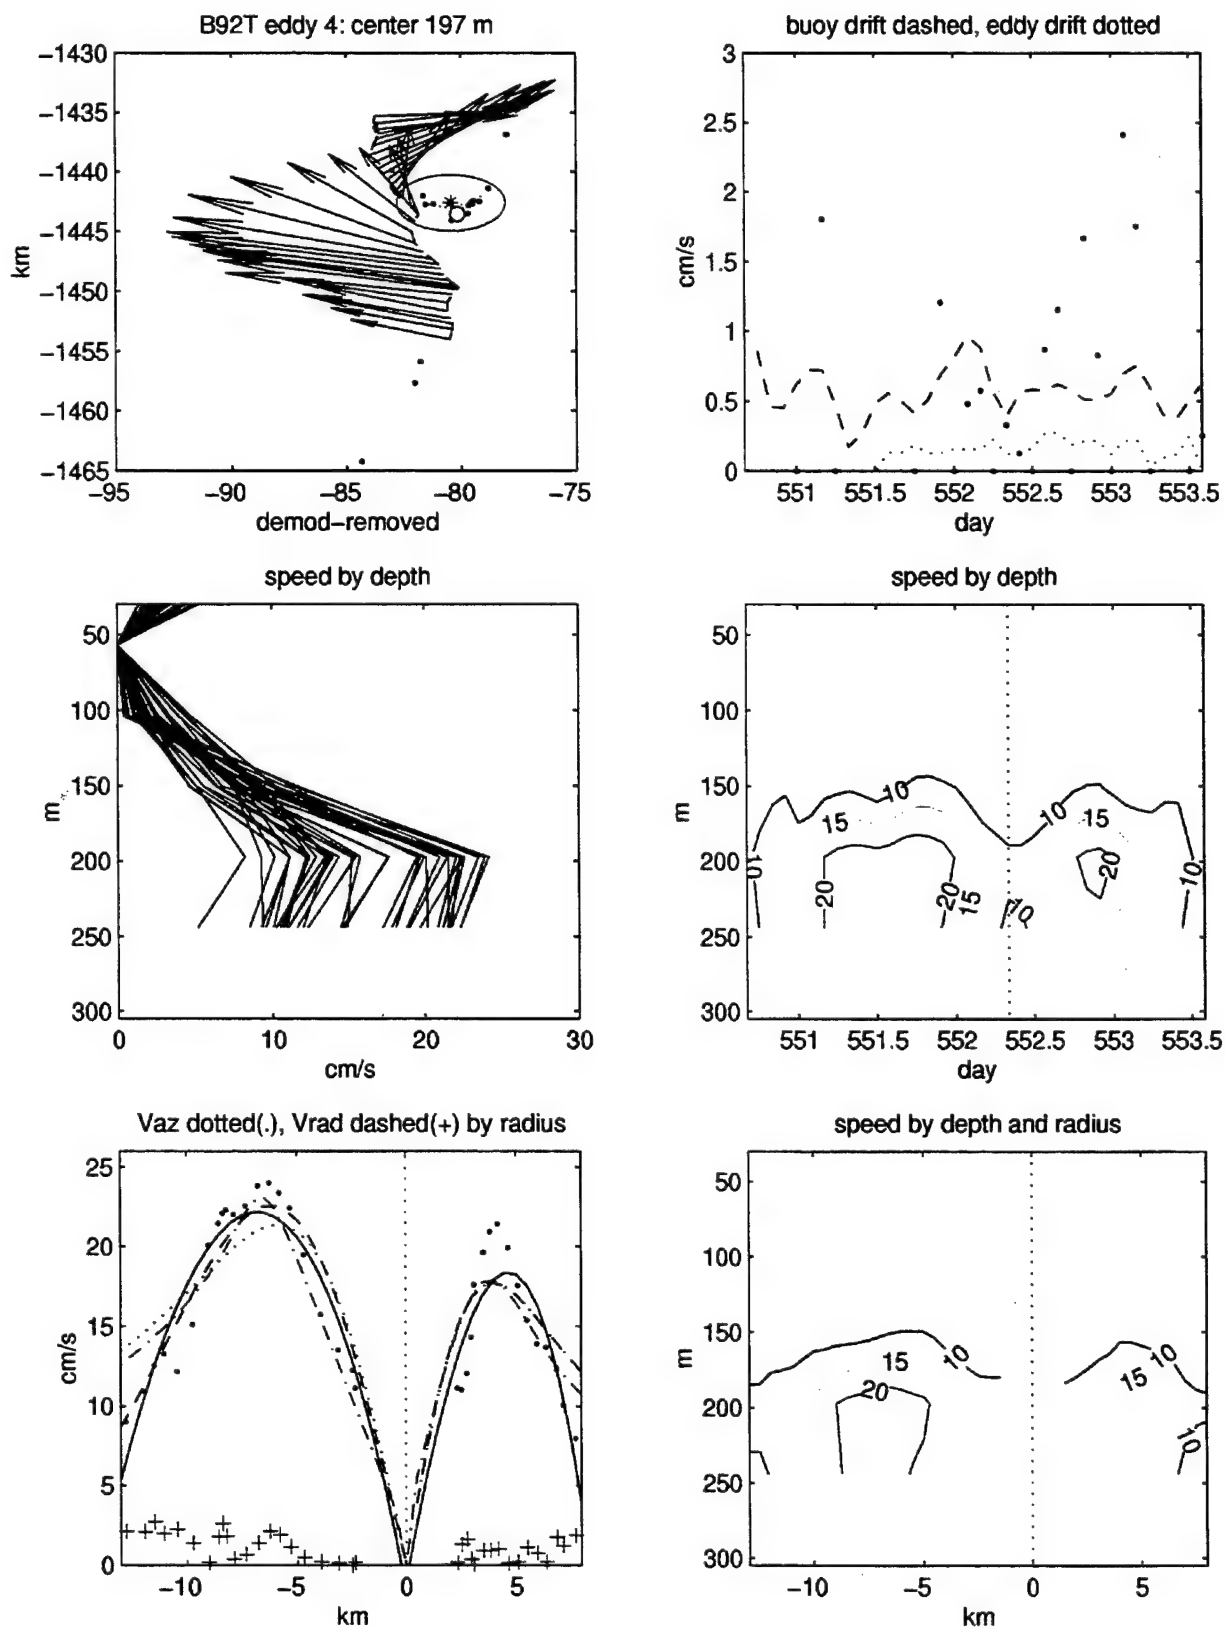 B92T eddy 4: center 197 m
−1430
−1435
−1440
−1445
−1450
−1455
−1460
−1465
km
−95 −90 −85 −80 −75
demod−removed
buoy drift dashed, eddy drift dotted
3
2.5
2
1.5
1
0.5
0
cm/s
551 551.5 552 552.5 553 553.5
day
speed by depth
50
100
150
200
250
300
m
0 10 20 30
cm/s
speed by depth
50
100
150
200
250
300
m
10 15 10 10 15
10 20 20 15 10 20 10
551 551.5 552 552.5 553 553.5
day
Vaz dotted(.), Vrad dashed(+) by radius
25
20
15
10
5
0
cm/s
−10 −5 0 5
km
speed by depth and radius
50
100
150
200
250
300
m
15 10 10
20 15
10
−10 −5 0 5
km